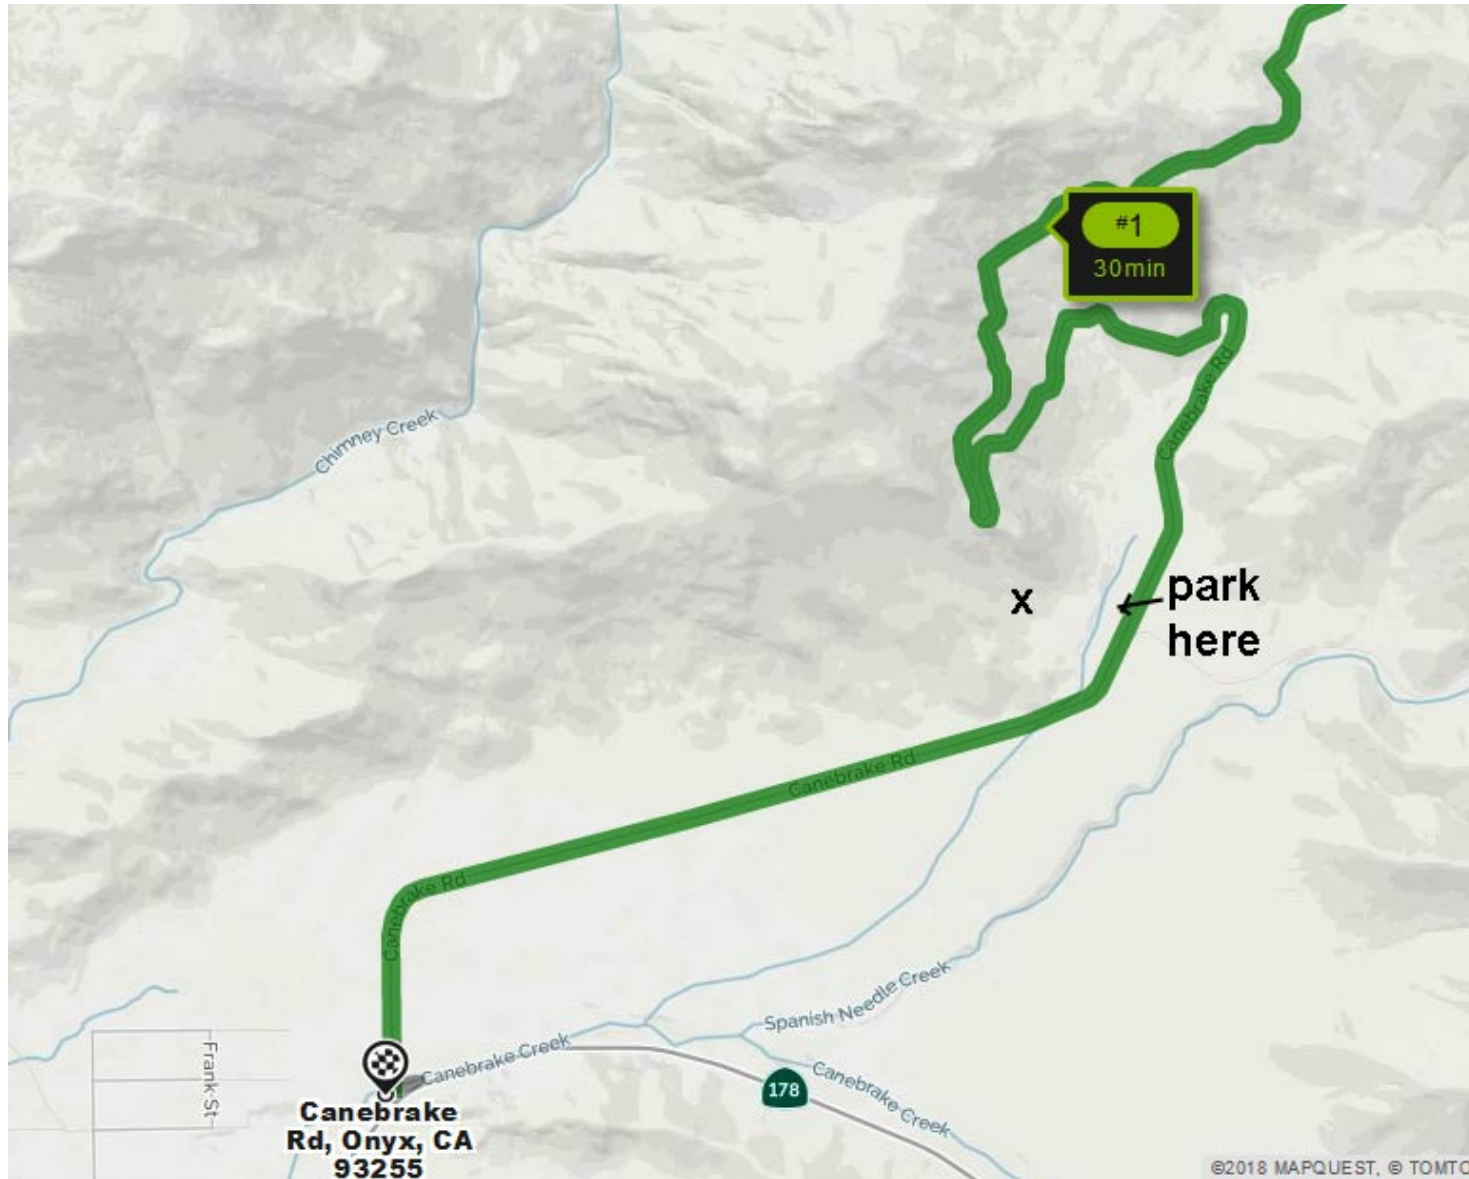 #1
30min
Canebrake Rd
Chimney Creek
x
park
here
Canebrake Rd
Canebrake Rd
Canebrake Rd
Spanish Needle Creek
Canebrake Creek
Frank St
178
Canebrake Creek
Canebrake
Rd, Onyx, CA
93255
©2018 MAPQUEST, © TOMTO